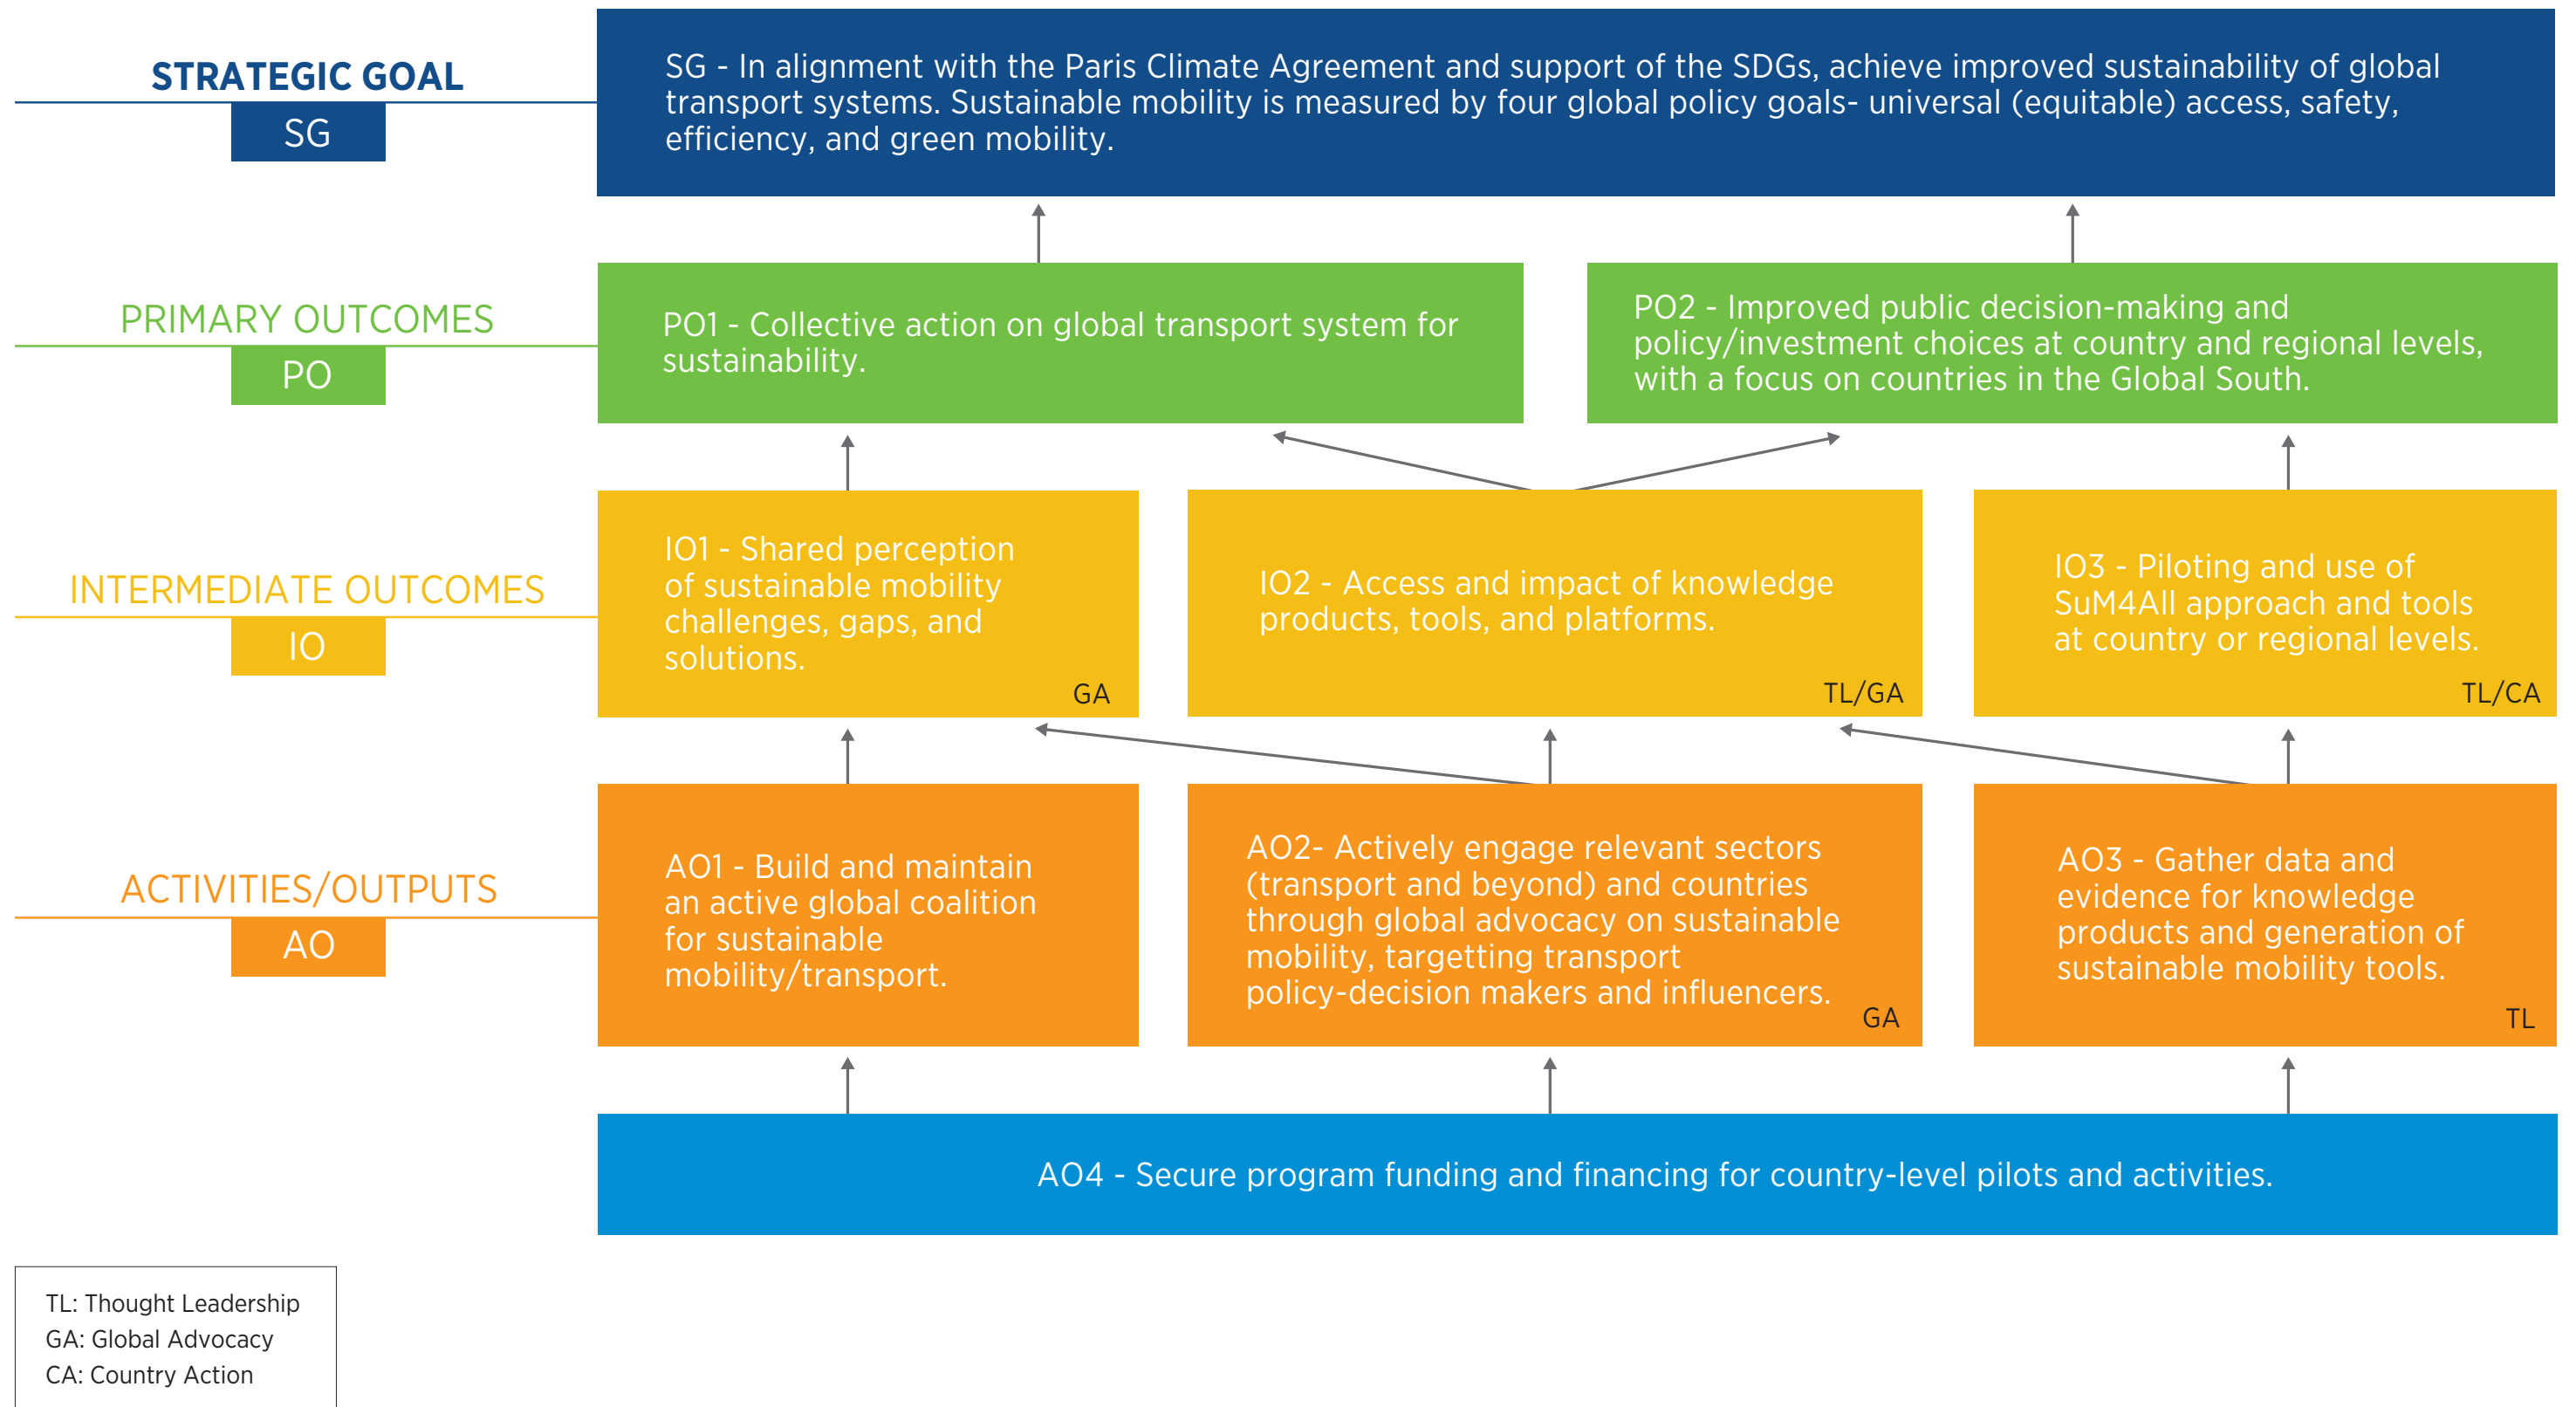 STRATEGIC GOAL
SG
SG - In alignment with the Paris Climate Agreement and support of the SDGs, achieve improved sustainability of global
transport systems. Sustainable mobility is measured by four global policy goals- universal (equitable) access, safety,
efficiency, and green mobility.
PRIMARY OUTCOMES
PO
PO1 - Collective action on global transport system for
sustainability.
PO2 - Improved public decision-making and
policy/investment choices at country and regional levels,
with a focus on countries in the Global South.
INTERMEDIATE OUTCOMES
IO
IO1 - Shared perception
of sustainable mobility
challenges, gaps, and
solutions.
GA
IO2 - Access and impact of knowledge
products, tools, and platforms.
TL/GA
IO3 - Piloting and use of
SuM4All approach and tools
at country or regional levels.
TL/CA
ACTIVITIES/OUTPUTS
AO
AO1 - Build and maintain
an active global coalition
for sustainable
mobility/transport.
AO2- Actively engage relevant sectors
(transport and beyond) and countries
through global advocacy on sustainable
mobility, targetting transport
policy-decision makers and influencers.
GA
AO3 - Gather data and
evidence for knowledge
products and generation of
sustainable mobility tools.
TL
AO4 - Secure program funding and financing for country-level pilots and activities.
TL: Thought Leadership
GA: Global Advocacy
CA: Country Action